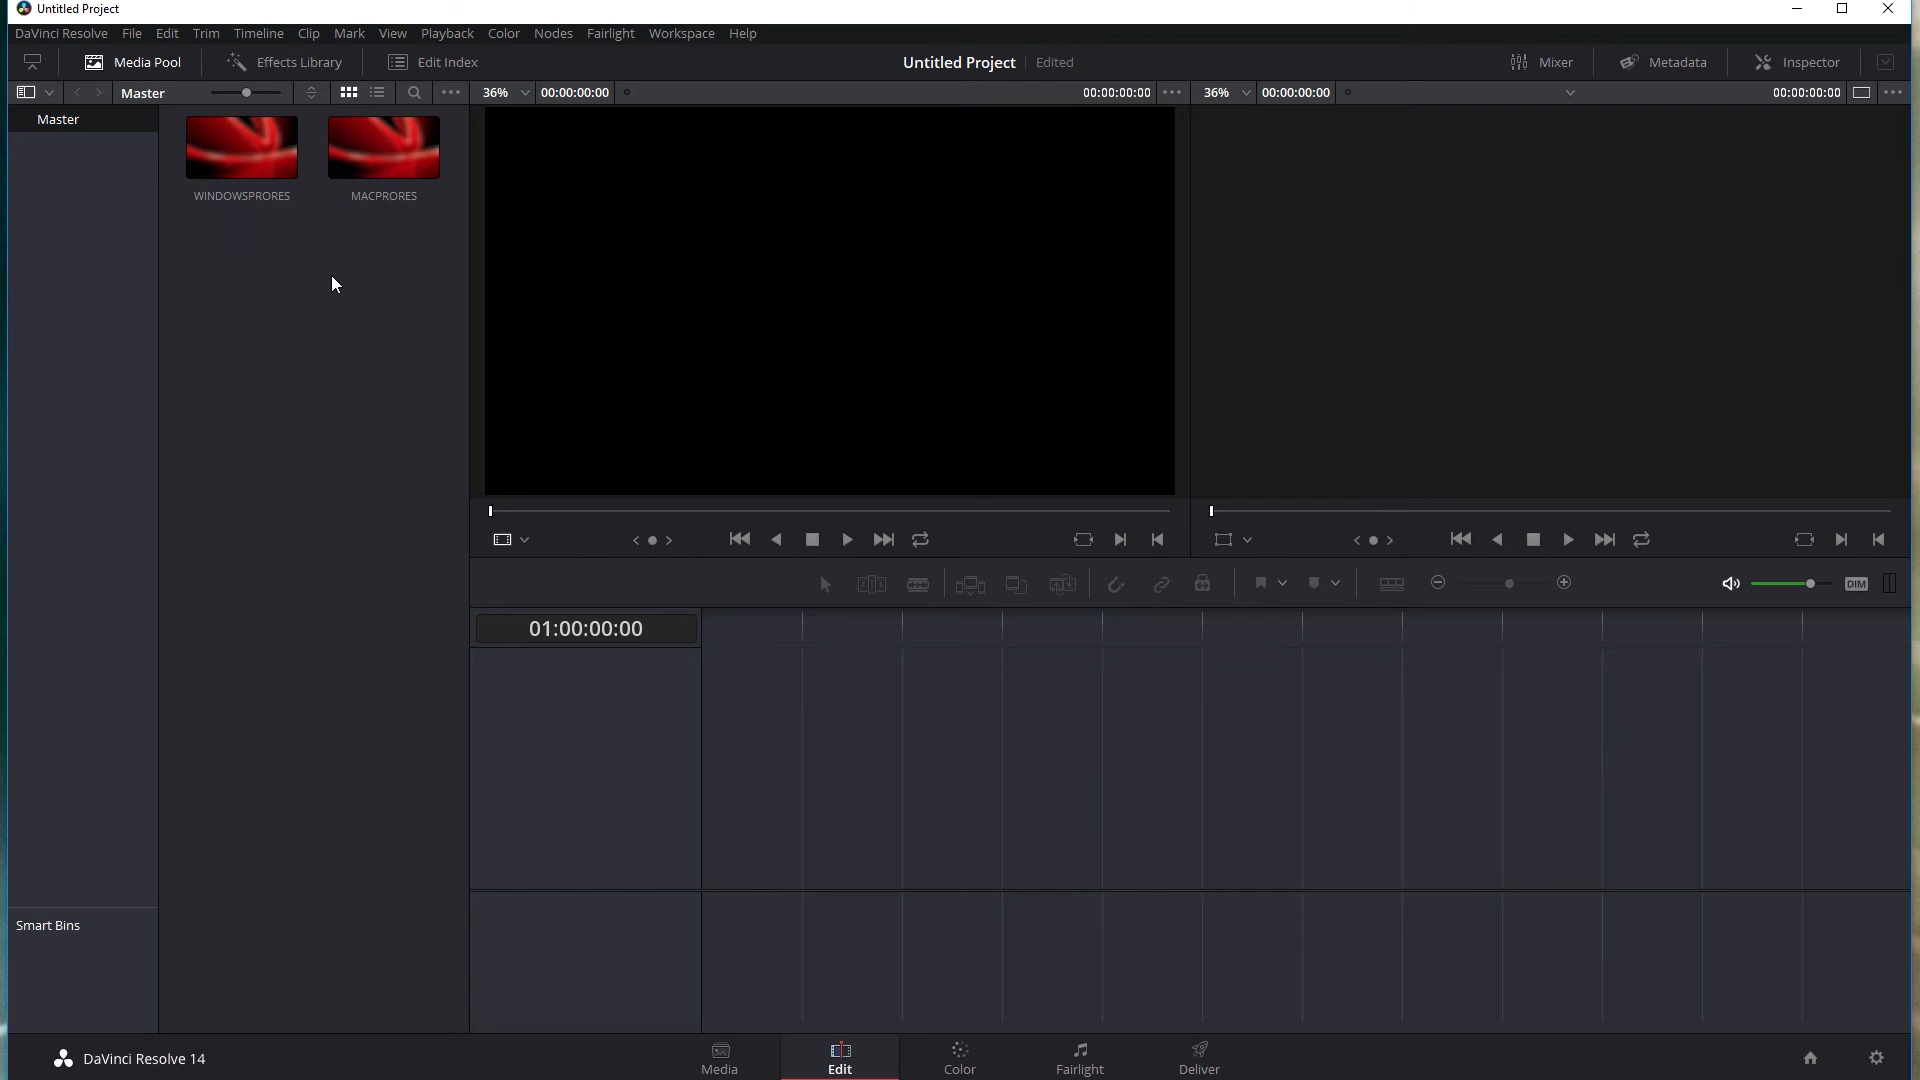 Untitled Project
DaVinci Resolve File Edit Trim Timeline Clip Mark View Playback Color Nodes Fairlight Workspace Help
Media Pool Effects Library Edit Index Untitled Project Edited Mixer Metadata Inspector
Master 36% 00:00:00:00 00:00:00:00 36% 00:00:00:00 00:00:00:00
Master
WINDOWSPRORES MACPRORES
DIM
01:00:00:00
Smart Bins
DaVinci Resolve 14
Media Edit Color Fairlight Deliver